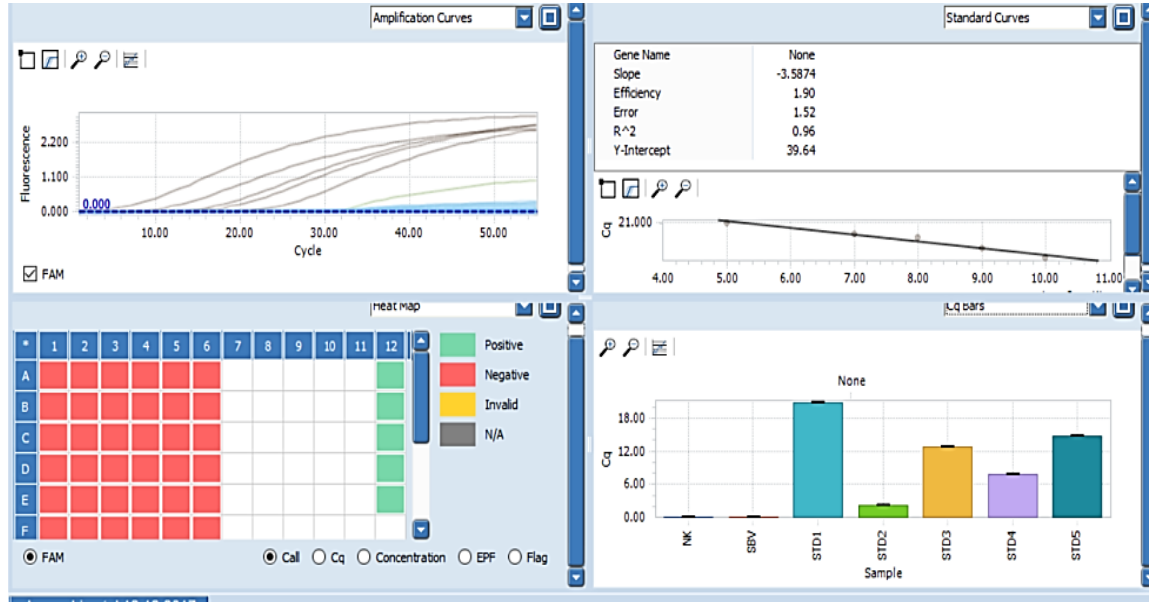 Amplification Curves
Fluorescence
2.200
1.100
0.000
0.000
10.00 20.00 30.00 40.00 50.00
Cycle
FAM
Standard Curves
Gene Name None
Slope -3.5874
Efficiency 1.90
Error 1.52
R^2 0.96
Y-Intercept 39.64
Cq
21.000
4.00 5.00 6.00 7.00 8.00 9.00 10.00 11.00
Heat Map
* 1 2 3 4 5 6 7 8 9 10 11 12
A
B
C
D
E
F
Positive
Negative
Invalid
N/A
FAM Call Cq Concentration EPF Flag
Cq Bars
None
Cq
18.00
12.00
6.00
0.00
NK SBV STD1 STD2 STD3 STD4 STD5
Sample